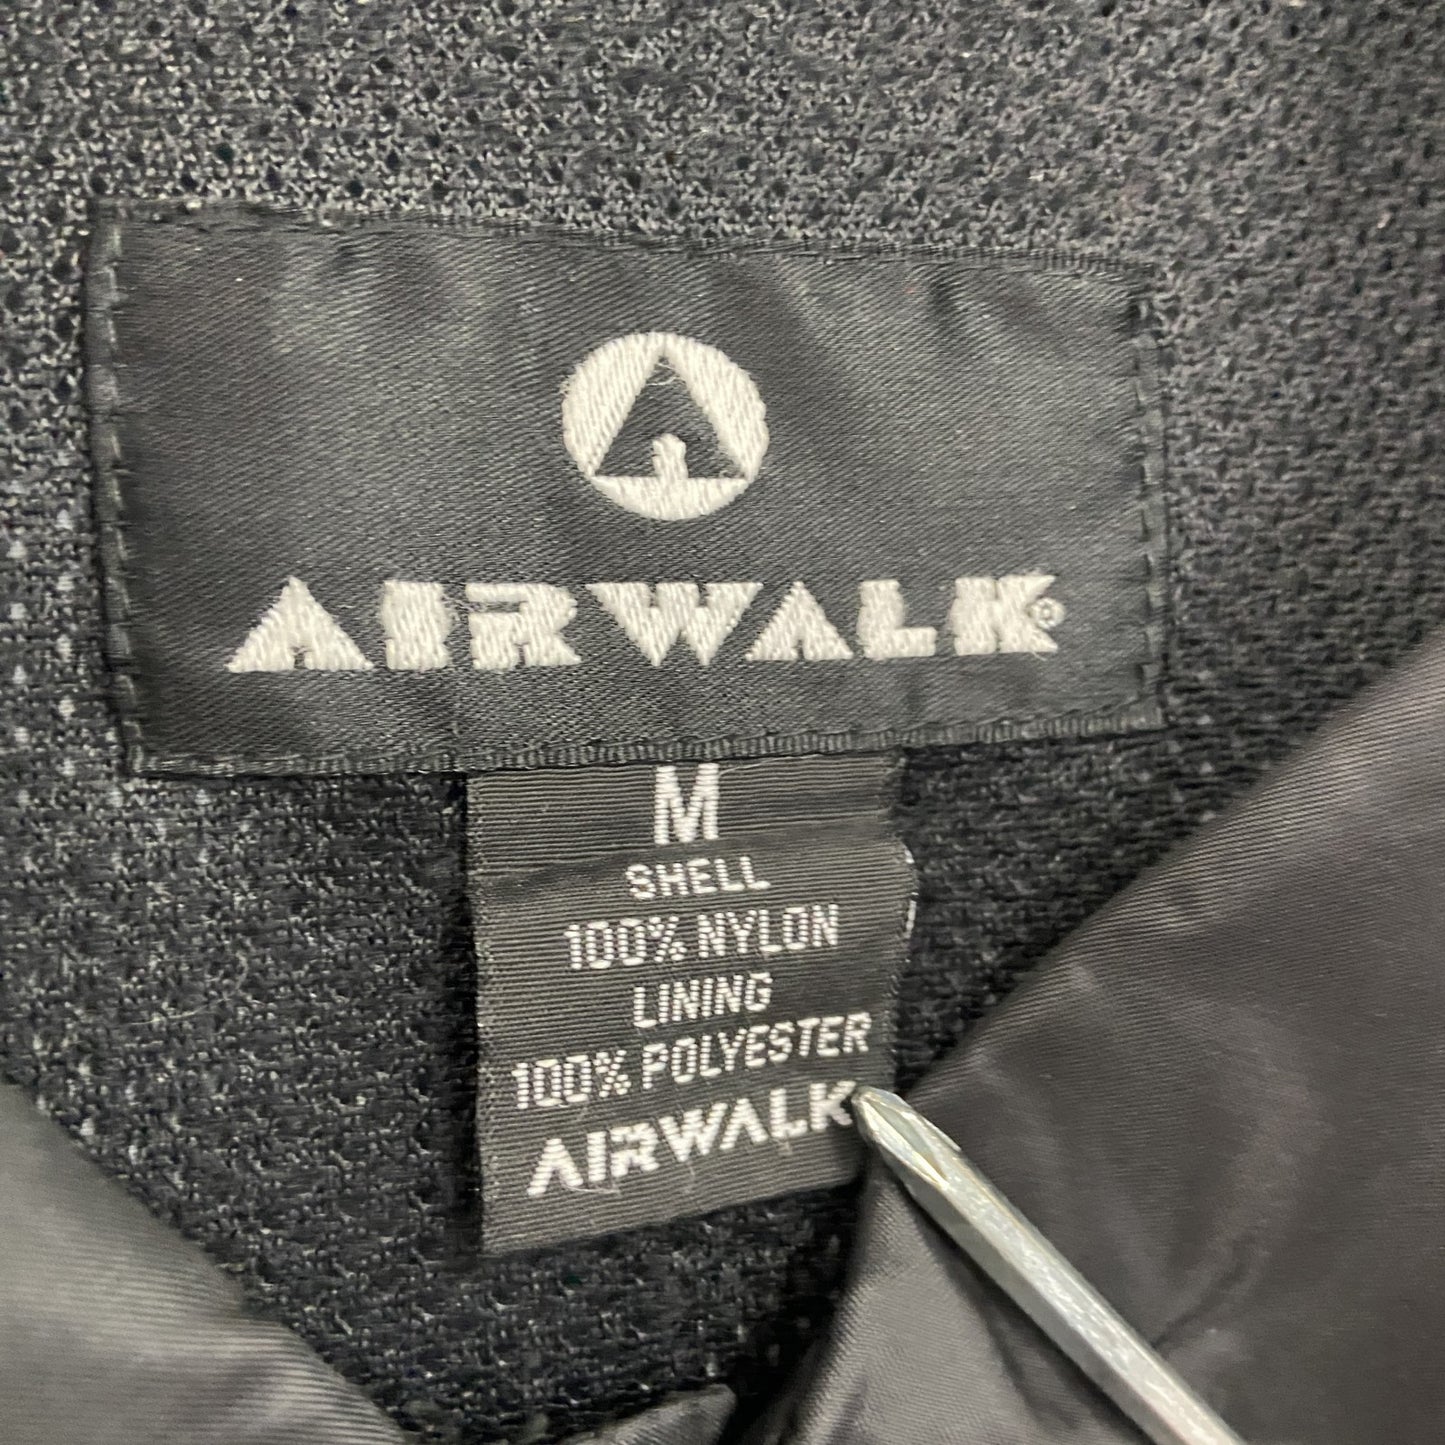 AIRWALK®
M
SHELL
100% NYLON
LINING
100% POLYESTER
AIRWALK